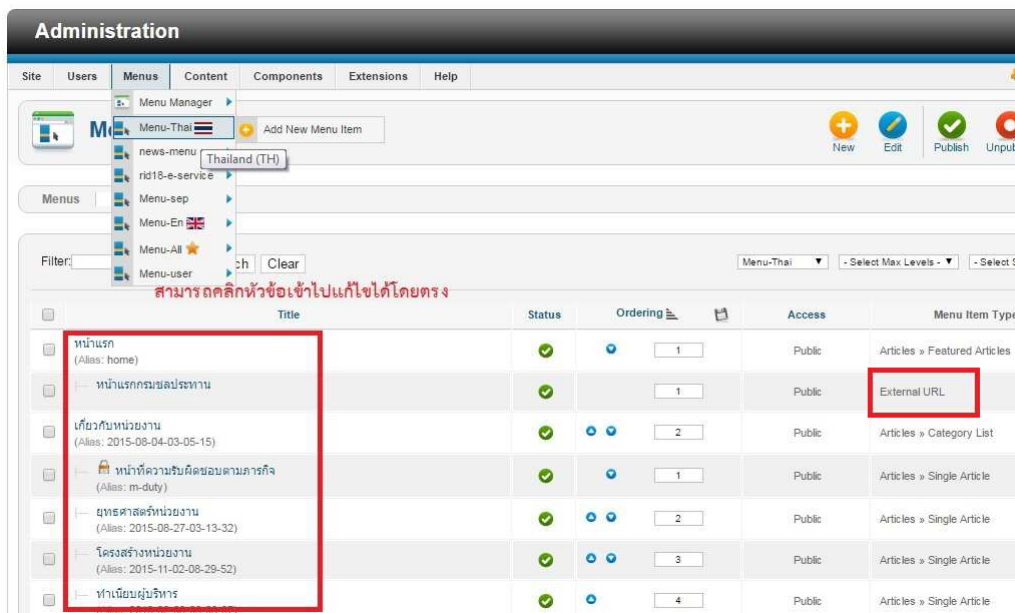 Administration
Site Users Menus Content Components Extensions Help
Menu Manager
Menu-Thai Add New Menu Item
New Edit Publish
news-menu
Thailand (TH)
rid18-e-service
Menus Menu-sep
Menu-En
Menu-All
Filter: Clear Menu-Thai - Select Max Levels - - Select
Menu-user
สามารถคลิกหัวข้อเข้าไปแก้ไขได้โดยตรง
Title Status Ordering Access Menu Item Type
หน้าแรก
(Alias: home) 1 Public Articles » Featured Articles
หน้าแรกกรมชลประทาน 1 Public External URL
เกี่ยวกับหน่วยงาน
(Alias: 2015-08-04-03-05-15) 2 Public Articles » Category List
หน้าที่ความรับผิดชอบตามภารกิจ
(Alias: m-duty) 1 Public Articles » Single Article
ยุทธศาสตร์หน่วยงาน
(Alias: 2015-08-27-03-13-32) 2 Public Articles » Single Article
โครงสร้างหน่วยงาน
(Alias: 2015-11-02-08-29-52) 3 Public Articles » Single Article
ทำเนียบผู้บริหาร
4 Public Articles » Single Article